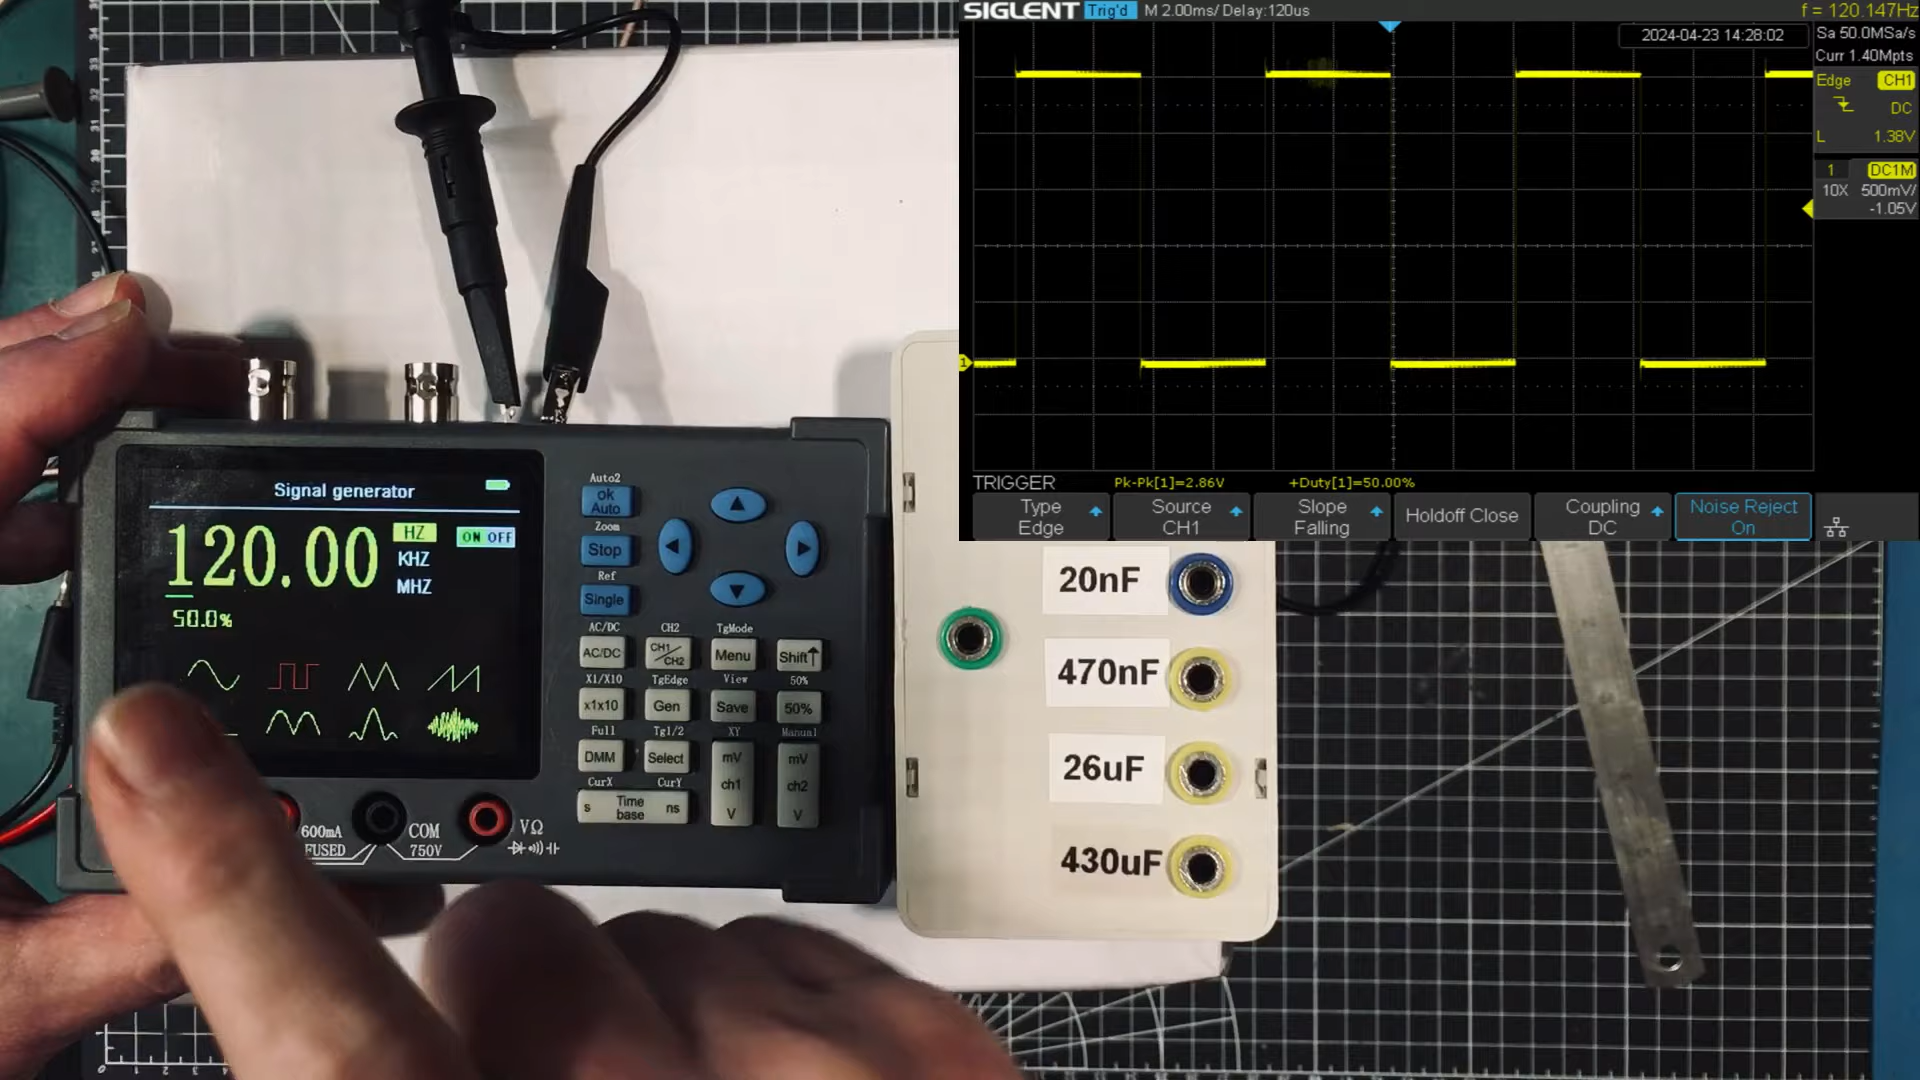 SIGLENT Trig'd M 2.00ms/ Delay:120us
f = 120.147Hz
2024-04-23 14:28:02
Sa 50.0MSa/s
Curr 1.40Mpts
Edge CH1
DC
L 1.38V
1 DC1M
10X 500mV/
-1.05V
1
TRIGGER
Pk-Pk[1]=2.86V +Duty[1]=50.00%
Type
Edge
Source
CH1
Slope
Falling
Holdoff Close
Coupling
DC
Noise Reject
On
Signal generator
120.00
HZ
KHZ
MHZ
ON OFF
50.0%
Auto2
ok
Auto
Zoom
Stop
Ref
Single
AC/DC CH2 TgMode
AC/DC CH1/CH2 Menu Shift
X1/X10 TgEdge View 50%
x1x10 Gen Save 50%
Full Tg1/2 XY Manual
DMM Select
CurX CurY
s Time base ns
mV
ch1
V
mV
ch2
V
600mA
FUSED
COM
750V
VΩ
20nF
470nF
26uF
430uF